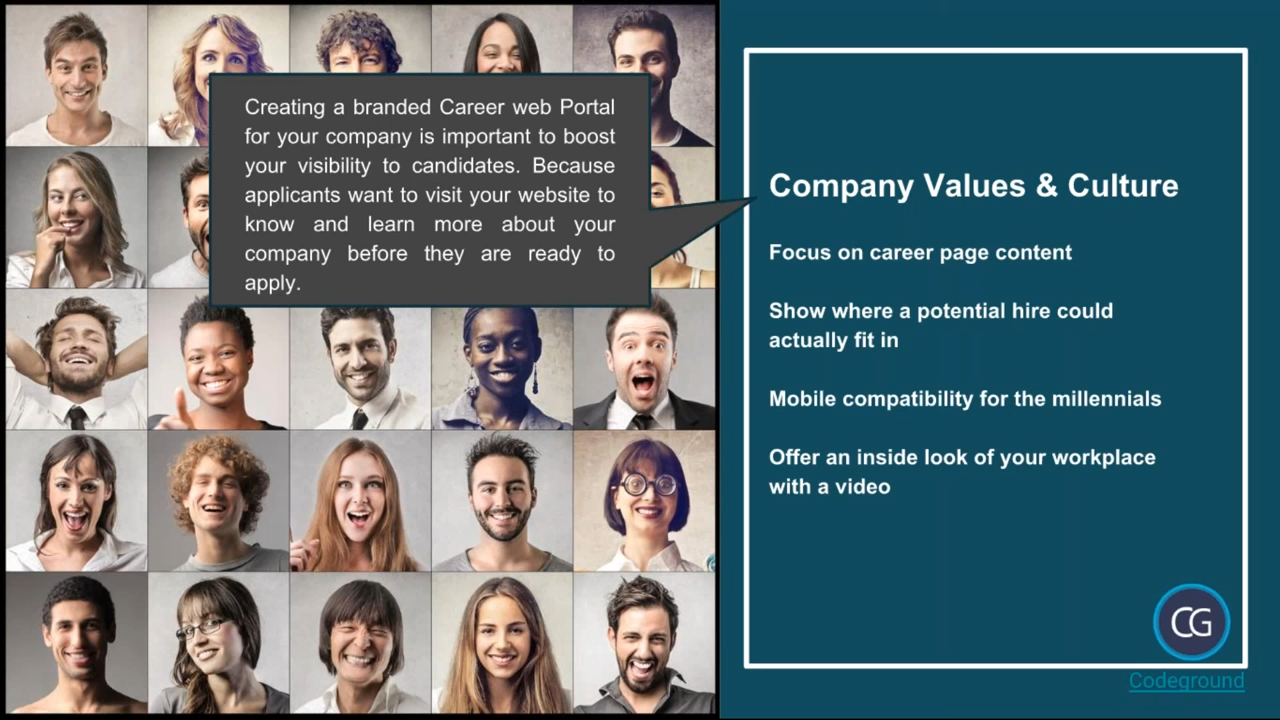 Creating a branded Career web Portal
for your company is important to boost
your visibility to candidates. Because
applicants want to visit your website to
know and learn more about your
company before they are ready to
apply.
Company Values & Culture
Focus on career page content
Show where a potential hire could
actually fit in
Mobile compatibility for the millennials
Offer an inside look of your workplace
with a video
CG
Codeground